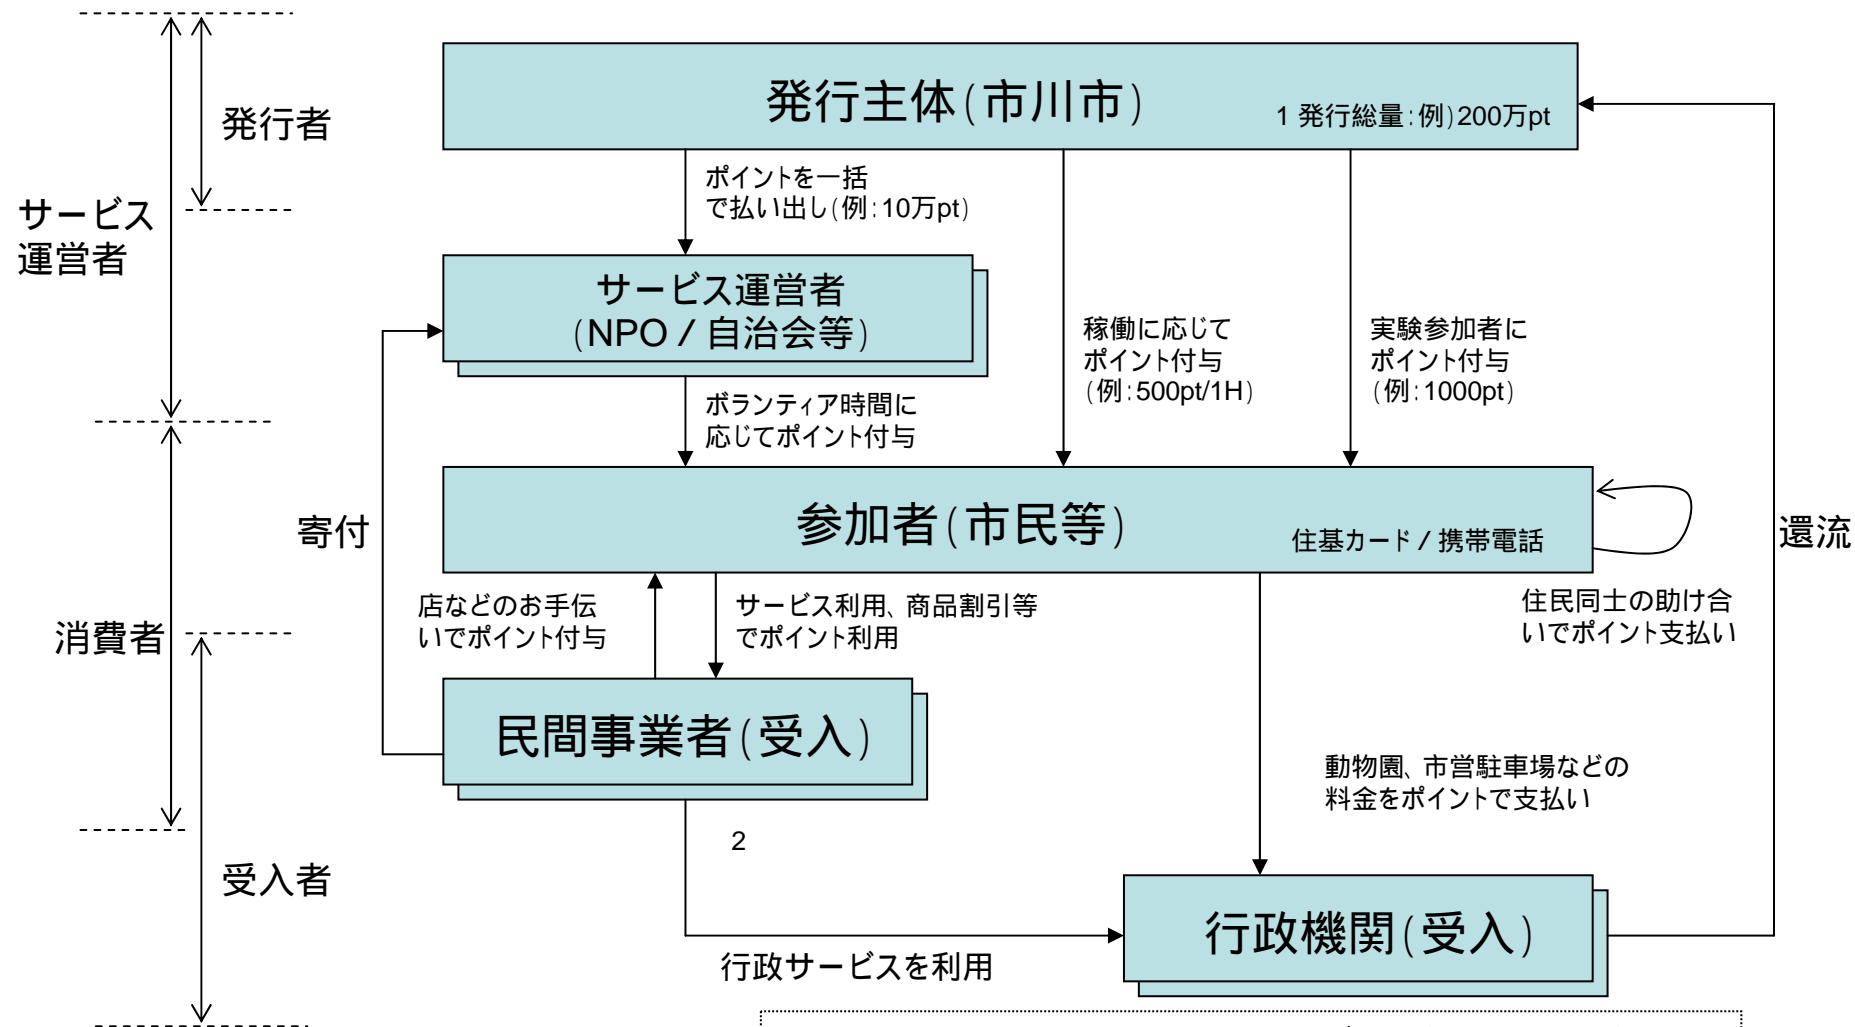 発行主体(市川市)
1 発行総量:例)200万pt
発行者
サービス
運営者
ポイントを一括
で払い出し(例:10万pt)
サービス運営者
(NPO / 自治会等)
稼働に応じて
ポイント付与
(例:500pt/1H)
実験参加者に
ポイント付与
(例:1000pt)
ボランティア時間に
応じてポイント付与
寄付
参加者(市民等)
住基カード / 携帯電話
還流
消費者
店などのお手伝
いでポイント付与
サービス利用、商品割引等
でポイント利用
住民同士の助け合
いでポイント支払い
民間事業者(受入)
動物園、市営駐車場などの
料金をポイントで支払い
2
受入者
行政機関(受入)
行政サービスを利用